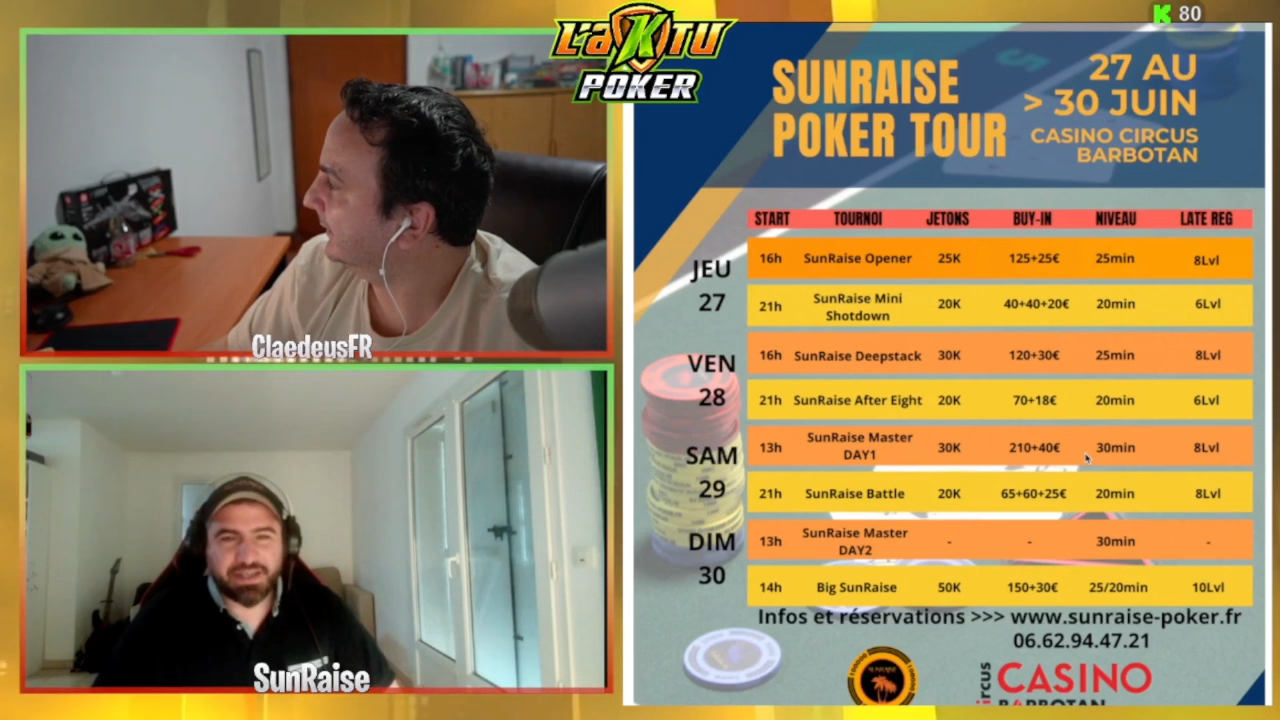 80
L'aKTU
POKER
SUNRAISE
POKER TOUR
27 AU
> 30 JUIN
CASINO CIRCUS
BARBOTAN
START TOURNOI JETONS BUY-IN NIVEAU LATE REG
JEU
27
16h SunRaise Opener 25K 125+25€ 25min 8Lvl
21h SunRaise Mini Shotdown 20K 40+40+20€ 20min 6Lvl
VEN
28
16h SunRaise Deepstack 30K 120+30€ 25min 8Lvl
21h SunRaise After Eight 20K 70+18€ 20min 6Lvl
SAM
29
13h SunRaise Master DAY1 30K 210+40€ 30min 8Lvl
21h SunRaise Battle 20K 65+60+25€ 20min 8Lvl
DIM
30
13h SunRaise Master DAY2 - - 30min -
14h Big SunRaise 50K 150+30€ 25/20min 10Lvl
Infos et réservations >>> www.sunraise-poker.fr
06.62.94.47.21
CASINO
BARBOTAN
ClaedeusFR
SunRaise